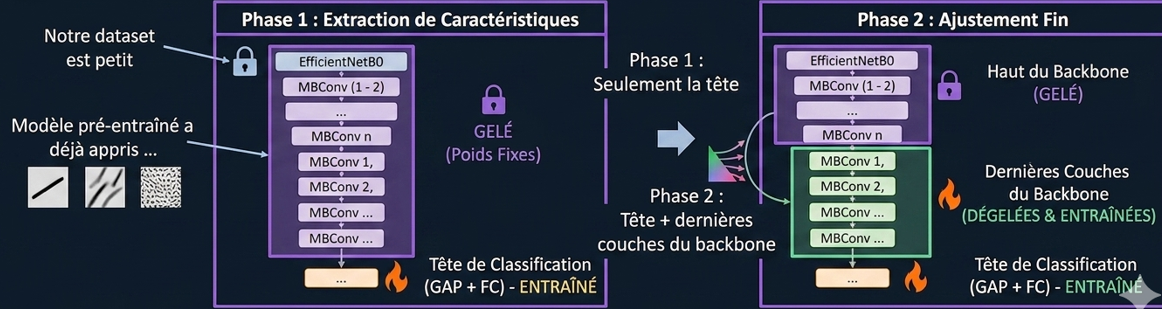 Notre dataset
est petit
Modèle pré-entraîné a
déjà appris ...
Phase 1 : Extraction de Caractéristiques
EfficientNetB0
MBConv (1 - 2)
...
MBConv n
MBConv 1,
MBConv 2,
MBConv ...
MBConv ...
...
GELÉ
(Poids Fixes)
Tête de Classification
(GAP + FC) - ENTRAÎNÉ
Phase 1 :
Seulement la tête
Phase 2 :
Tête + dernières
couches du backbone
Phase 2 : Ajustement Fin
EfficientNetB0
MBConv (1 - 2)
...
MBConv n
MBConv 1,
MBConv 2,
MBConv ...
MBConv ...
...
Haut du Backbone
(GELÉ)
Dernières Couches
du Backbone
(DÉGELÉES & ENTRAÎNÉES)
Tête de Classification
(GAP + FC) - ENTRAÎNÉ